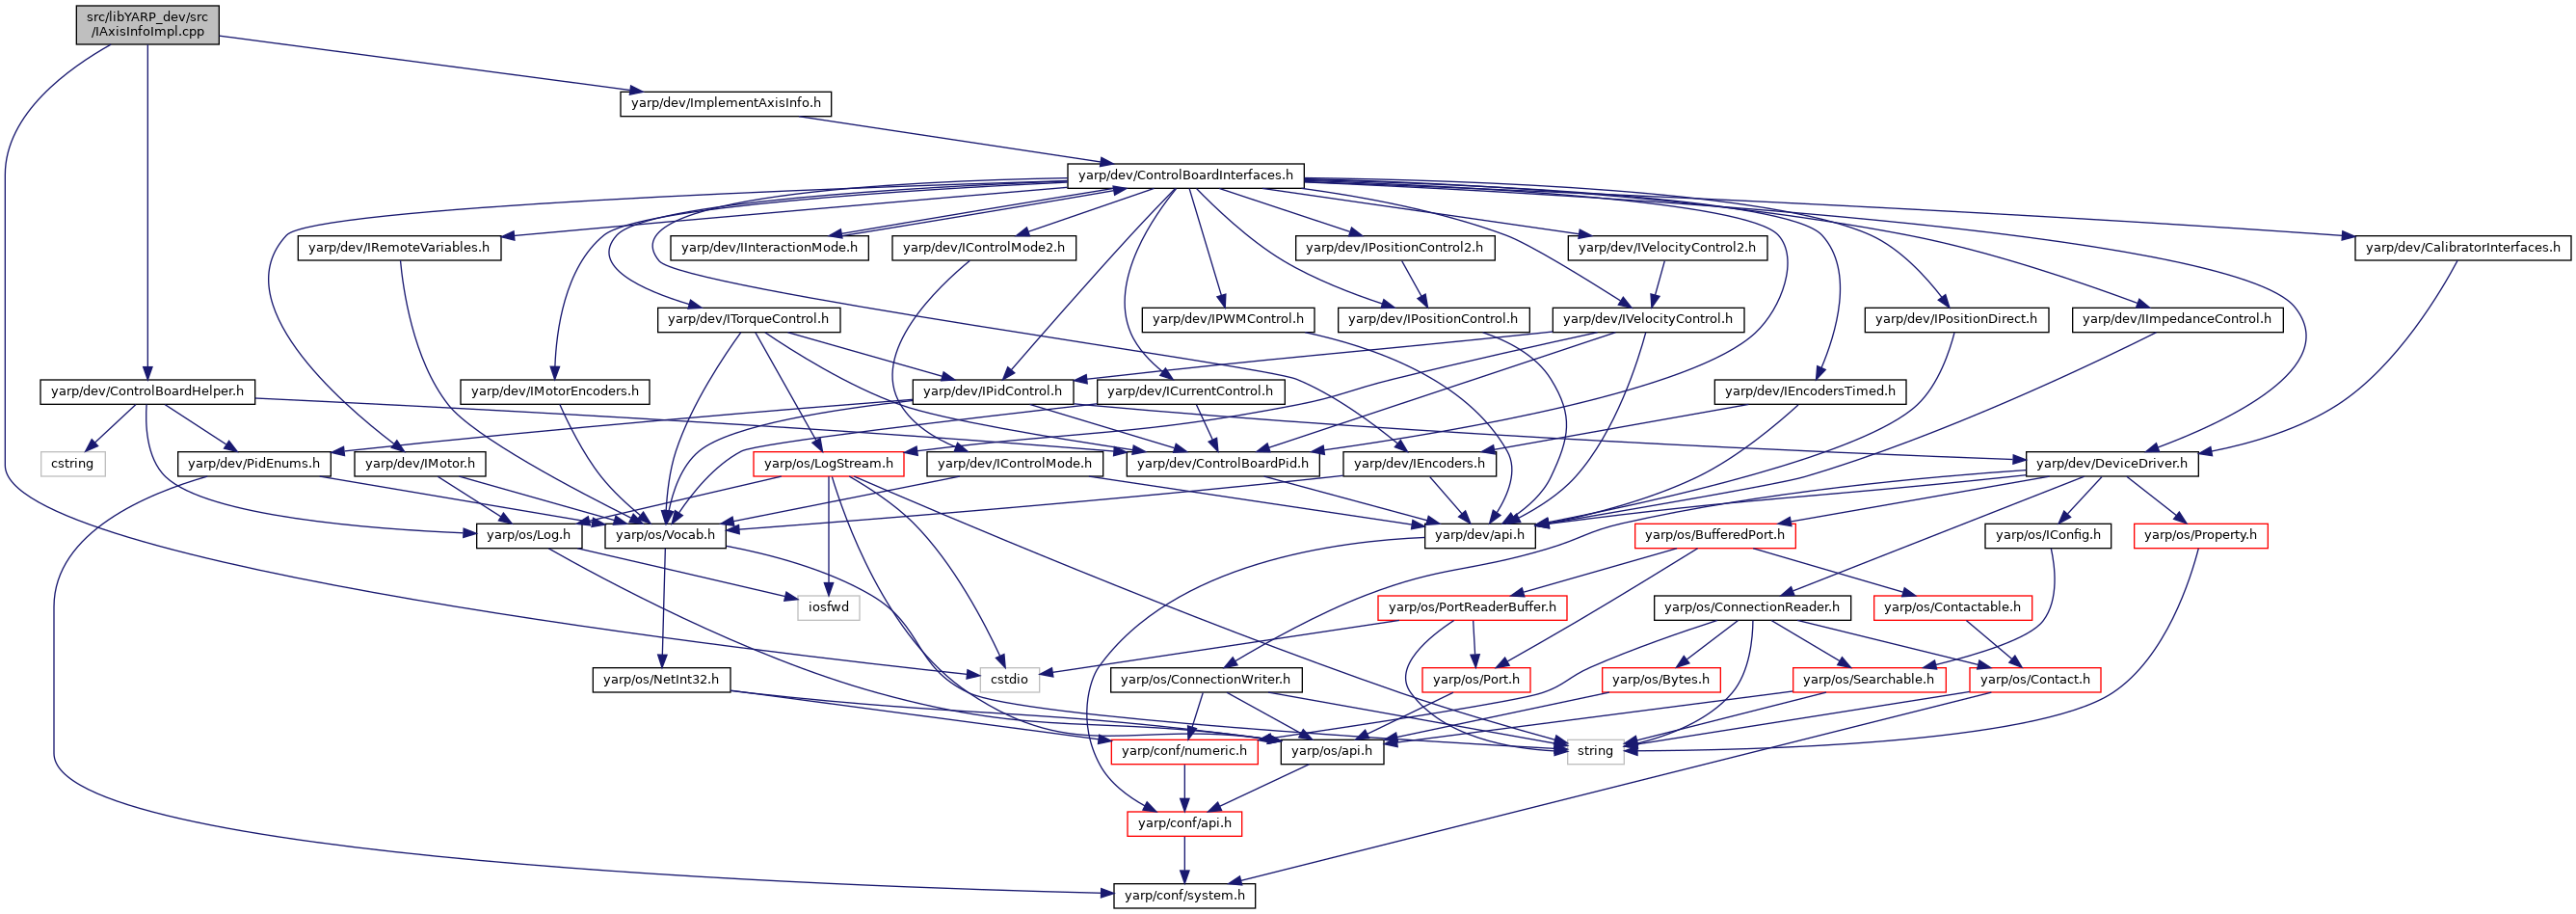 src/libYARP_dev/src
/IAxisInfoImpl.cpp
yarp/dev/ImplementAxisInfo.h
yarp/dev/ControlBoardInterfaces.h
yarp/dev/IRemoteVariables.h
yarp/dev/IInteractionMode.h
yarp/dev/IControlMode2.h
yarp/dev/IPositionControl2.h
yarp/dev/IVelocityControl2.h
yarp/dev/CalibratorInterfaces.h
yarp/dev/ITorqueControl.h
yarp/dev/IPWMControl.h
yarp/dev/IPositionControl.h
yarp/dev/IVelocityControl.h
yarp/dev/IPositionDirect.h
yarp/dev/IImpedanceControl.h
yarp/dev/ControlBoardHelper.h
yarp/dev/IMotorEncoders.h
yarp/dev/IPidControl.h
yarp/dev/ICurrentControl.h
yarp/dev/IEncodersTimed.h
cstring
yarp/dev/PidEnums.h
yarp/dev/IMotor.h
yarp/os/LogStream.h
yarp/dev/IControlMode.h
yarp/dev/ControlBoardPid.h
yarp/dev/IEncoders.h
yarp/dev/DeviceDriver.h
yarp/os/Log.h
yarp/os/Vocab.h
yarp/dev/api.h
yarp/os/BufferedPort.h
yarp/os/IConfig.h
yarp/os/Property.h
iosfwd
yarp/os/PortReaderBuffer.h
yarp/os/ConnectionReader.h
yarp/os/Contactable.h
yarp/os/NetInt32.h
cstdio
yarp/os/ConnectionWriter.h
yarp/os/Port.h
yarp/os/Bytes.h
yarp/os/Searchable.h
yarp/os/Contact.h
yarp/conf/numeric.h
yarp/os/api.h
string
yarp/conf/api.h
yarp/conf/system.h